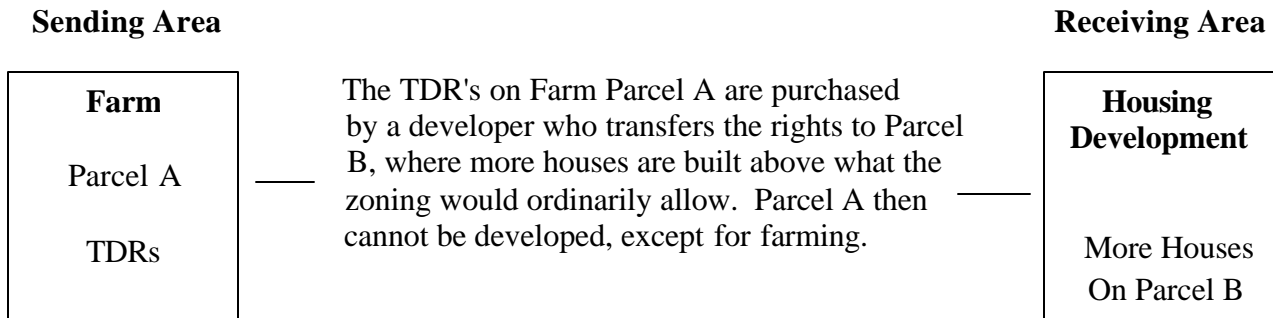 Sending Area
Receiving Area
Farm
Parcel A
TDRs
The TDR's on Farm Parcel A are purchased
by a developer who transfers the rights to Parcel
B, where more houses are built above what the
zoning would ordinarily allow.  Parcel A then
cannot be developed, except for farming.
Housing
Development
More Houses
On Parcel B